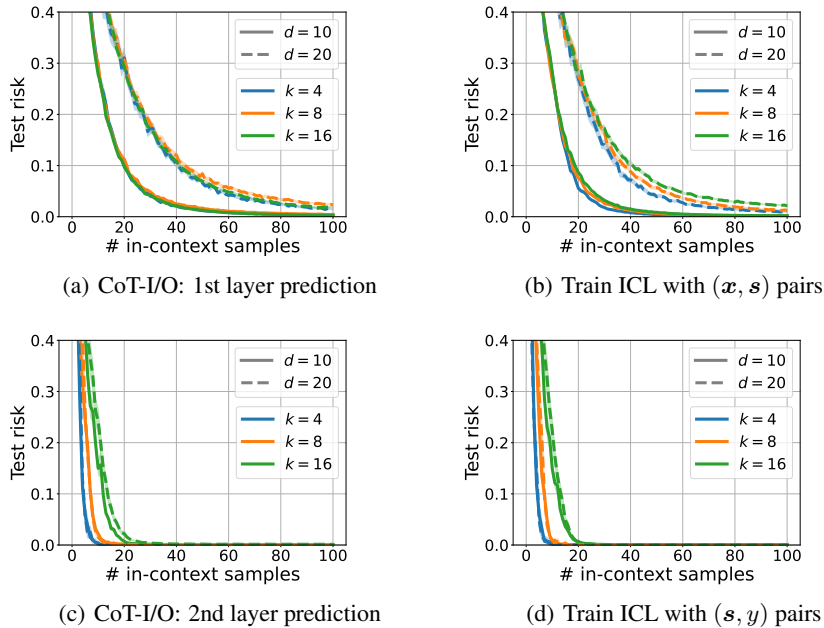 0.4
0.3
0.2
0.1
0.0
Test risk
0 20 40 60 80 100
# in-context samples
d = 10
d = 20
k = 4
k = 8
k = 16
(a) CoT-I/O: 1st layer prediction
0.4
0.3
0.2
0.1
0.0
Test risk
0 20 40 60 80 100
# in-context samples
d = 10
d = 20
k = 4
k = 8
k = 16
(b) Train ICL with (x, s) pairs
0.4
0.3
0.2
0.1
0.0
Test risk
0 20 40 60 80 100
# in-context samples
d = 10
d = 20
k = 4
k = 8
k = 16
(c) CoT-I/O: 2nd layer prediction
0.4
0.3
0.2
0.1
0.0
Test risk
0 20 40 60 80 100
# in-context samples
d = 10
d = 20
k = 4
k = 8
k = 16
(d) Train ICL with (s, y) pairs